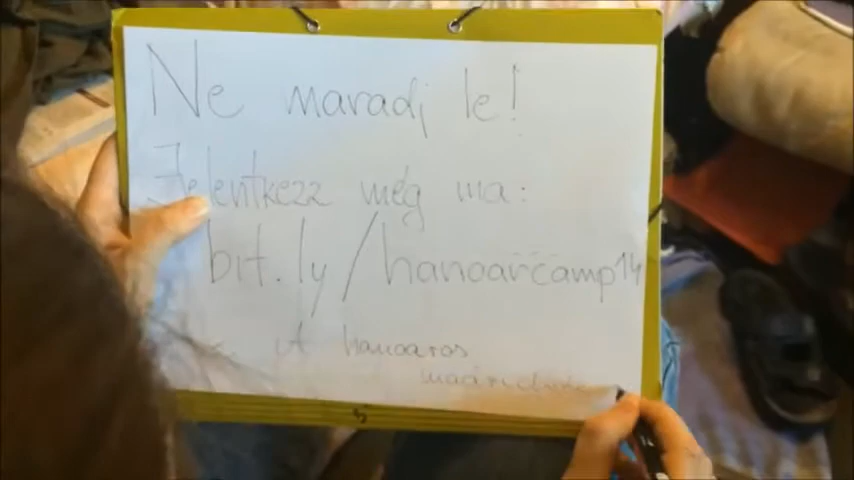 Ne maradj le!
Jelentkezz még ma:
bit.ly/hanoarcamp14
A hanoaros